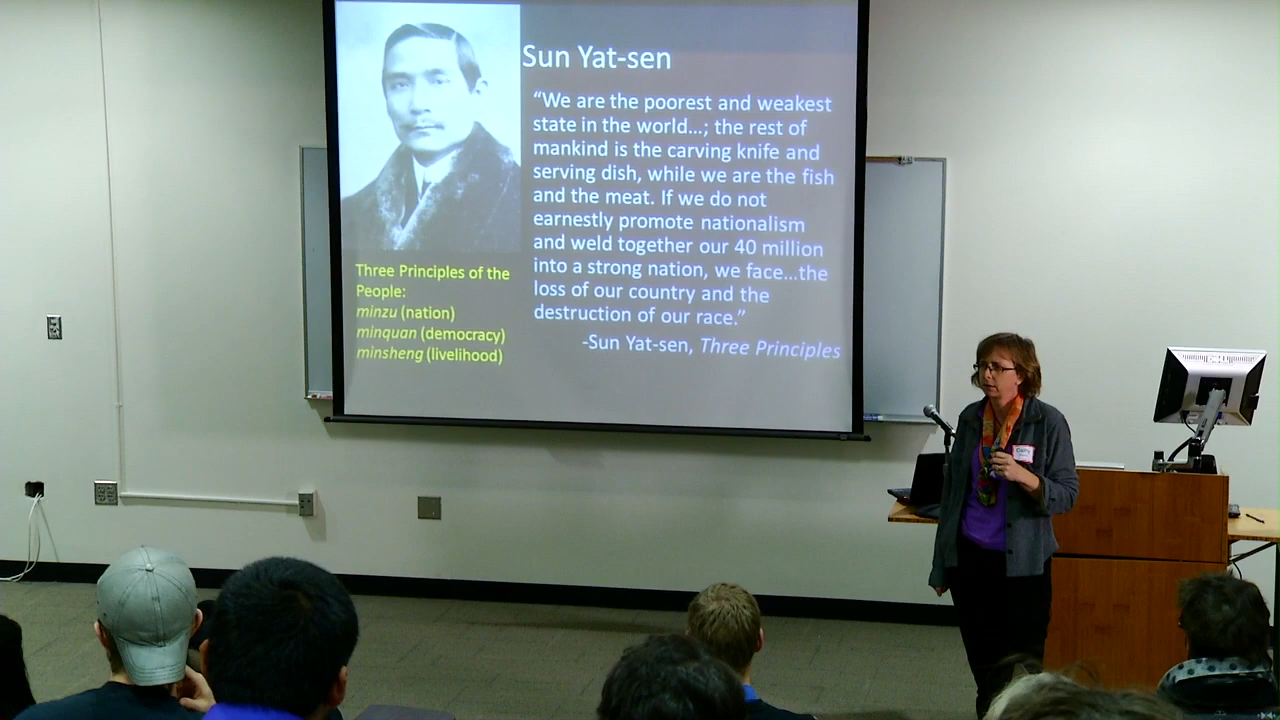 Sun Yat-sen
“We are the poorest and weakest
state in the world...; the rest of
mankind is the carving knife and
serving dish, while we are the fish
and the meat. If we do not
earnestly promote nationalism
and weld together our 40 million
into a strong nation, we face...the
loss of our country and the
destruction of our race.”
-Sun Yat-sen, Three Principles
Three Principles of the
People:
minzu (nation)
minquan (democracy)
minsheng (livelihood)